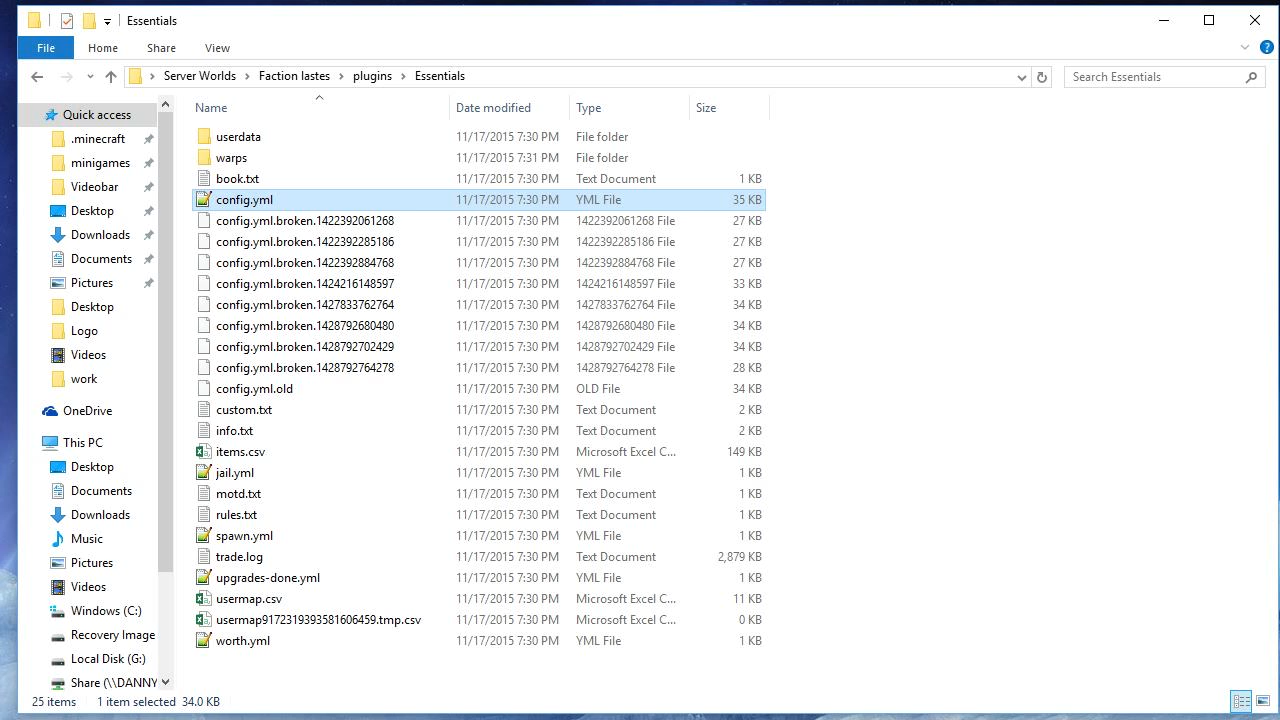 Essentials
File Home Share View
Server Worlds Faction lastes plugins Essentials Search Essentials
Name Date modified Type Size
Quick access
.minecraft
minigames
Videobar
Desktop
Downloads
Documents
Pictures
Desktop
Logo
Videos
work
OneDrive
This PC
Desktop
Documents
Downloads
Music
Pictures
Videos
Windows (C:)
Recovery Image
Local Disk (G:)
Share (\\DANNY
userdata 11/17/2015 7:30 PM File folder
warps 11/17/2015 7:31 PM File folder
book.txt 11/17/2015 7:30 PM Text Document 1 KB
config.yml 11/17/2015 7:30 PM YML File 35 KB
config.yml.broken.1422392061268 11/17/2015 7:30 PM 1422392061268 File 27 KB
config.yml.broken.1422392285186 11/17/2015 7:30 PM 1422392285186 File 27 KB
config.yml.broken.1422392884768 11/17/2015 7:30 PM 1422392884768 File 27 KB
config.yml.broken.1424216148597 11/17/2015 7:30 PM 1424216148597 File 33 KB
config.yml.broken.1427833762764 11/17/2015 7:30 PM 1427833762764 File 34 KB
config.yml.broken.1428792680480 11/17/2015 7:30 PM 1428792680480 File 34 KB
config.yml.broken.1428792702429 11/17/2015 7:30 PM 1428792702429 File 34 KB
config.yml.broken.1428792764278 11/17/2015 7:30 PM 1428792764278 File 28 KB
config.yml.old 11/17/2015 7:30 PM OLD File 34 KB
custom.txt 11/17/2015 7:30 PM Text Document 2 KB
info.txt 11/17/2015 7:30 PM Text Document 2 KB
items.csv 11/17/2015 7:30 PM Microsoft Excel C... 149 KB
jail.yml 11/17/2015 7:30 PM YML File 1 KB
motd.txt 11/17/2015 7:30 PM Text Document 1 KB
rules.txt 11/17/2015 7:30 PM Text Document 1 KB
spawn.yml 11/17/2015 7:30 PM YML File 1 KB
trade.log 11/17/2015 7:30 PM Text Document 2,879 KB
upgrades-done.yml 11/17/2015 7:30 PM YML File 1 KB
usermap.csv 11/17/2015 7:30 PM Microsoft Excel C... 11 KB
usermap9172319393581606459.tmp.csv 11/17/2015 7:30 PM Microsoft Excel C... 0 KB
worth.yml 11/17/2015 7:30 PM YML File 1 KB
25 items 1 item selected 34.0 KB